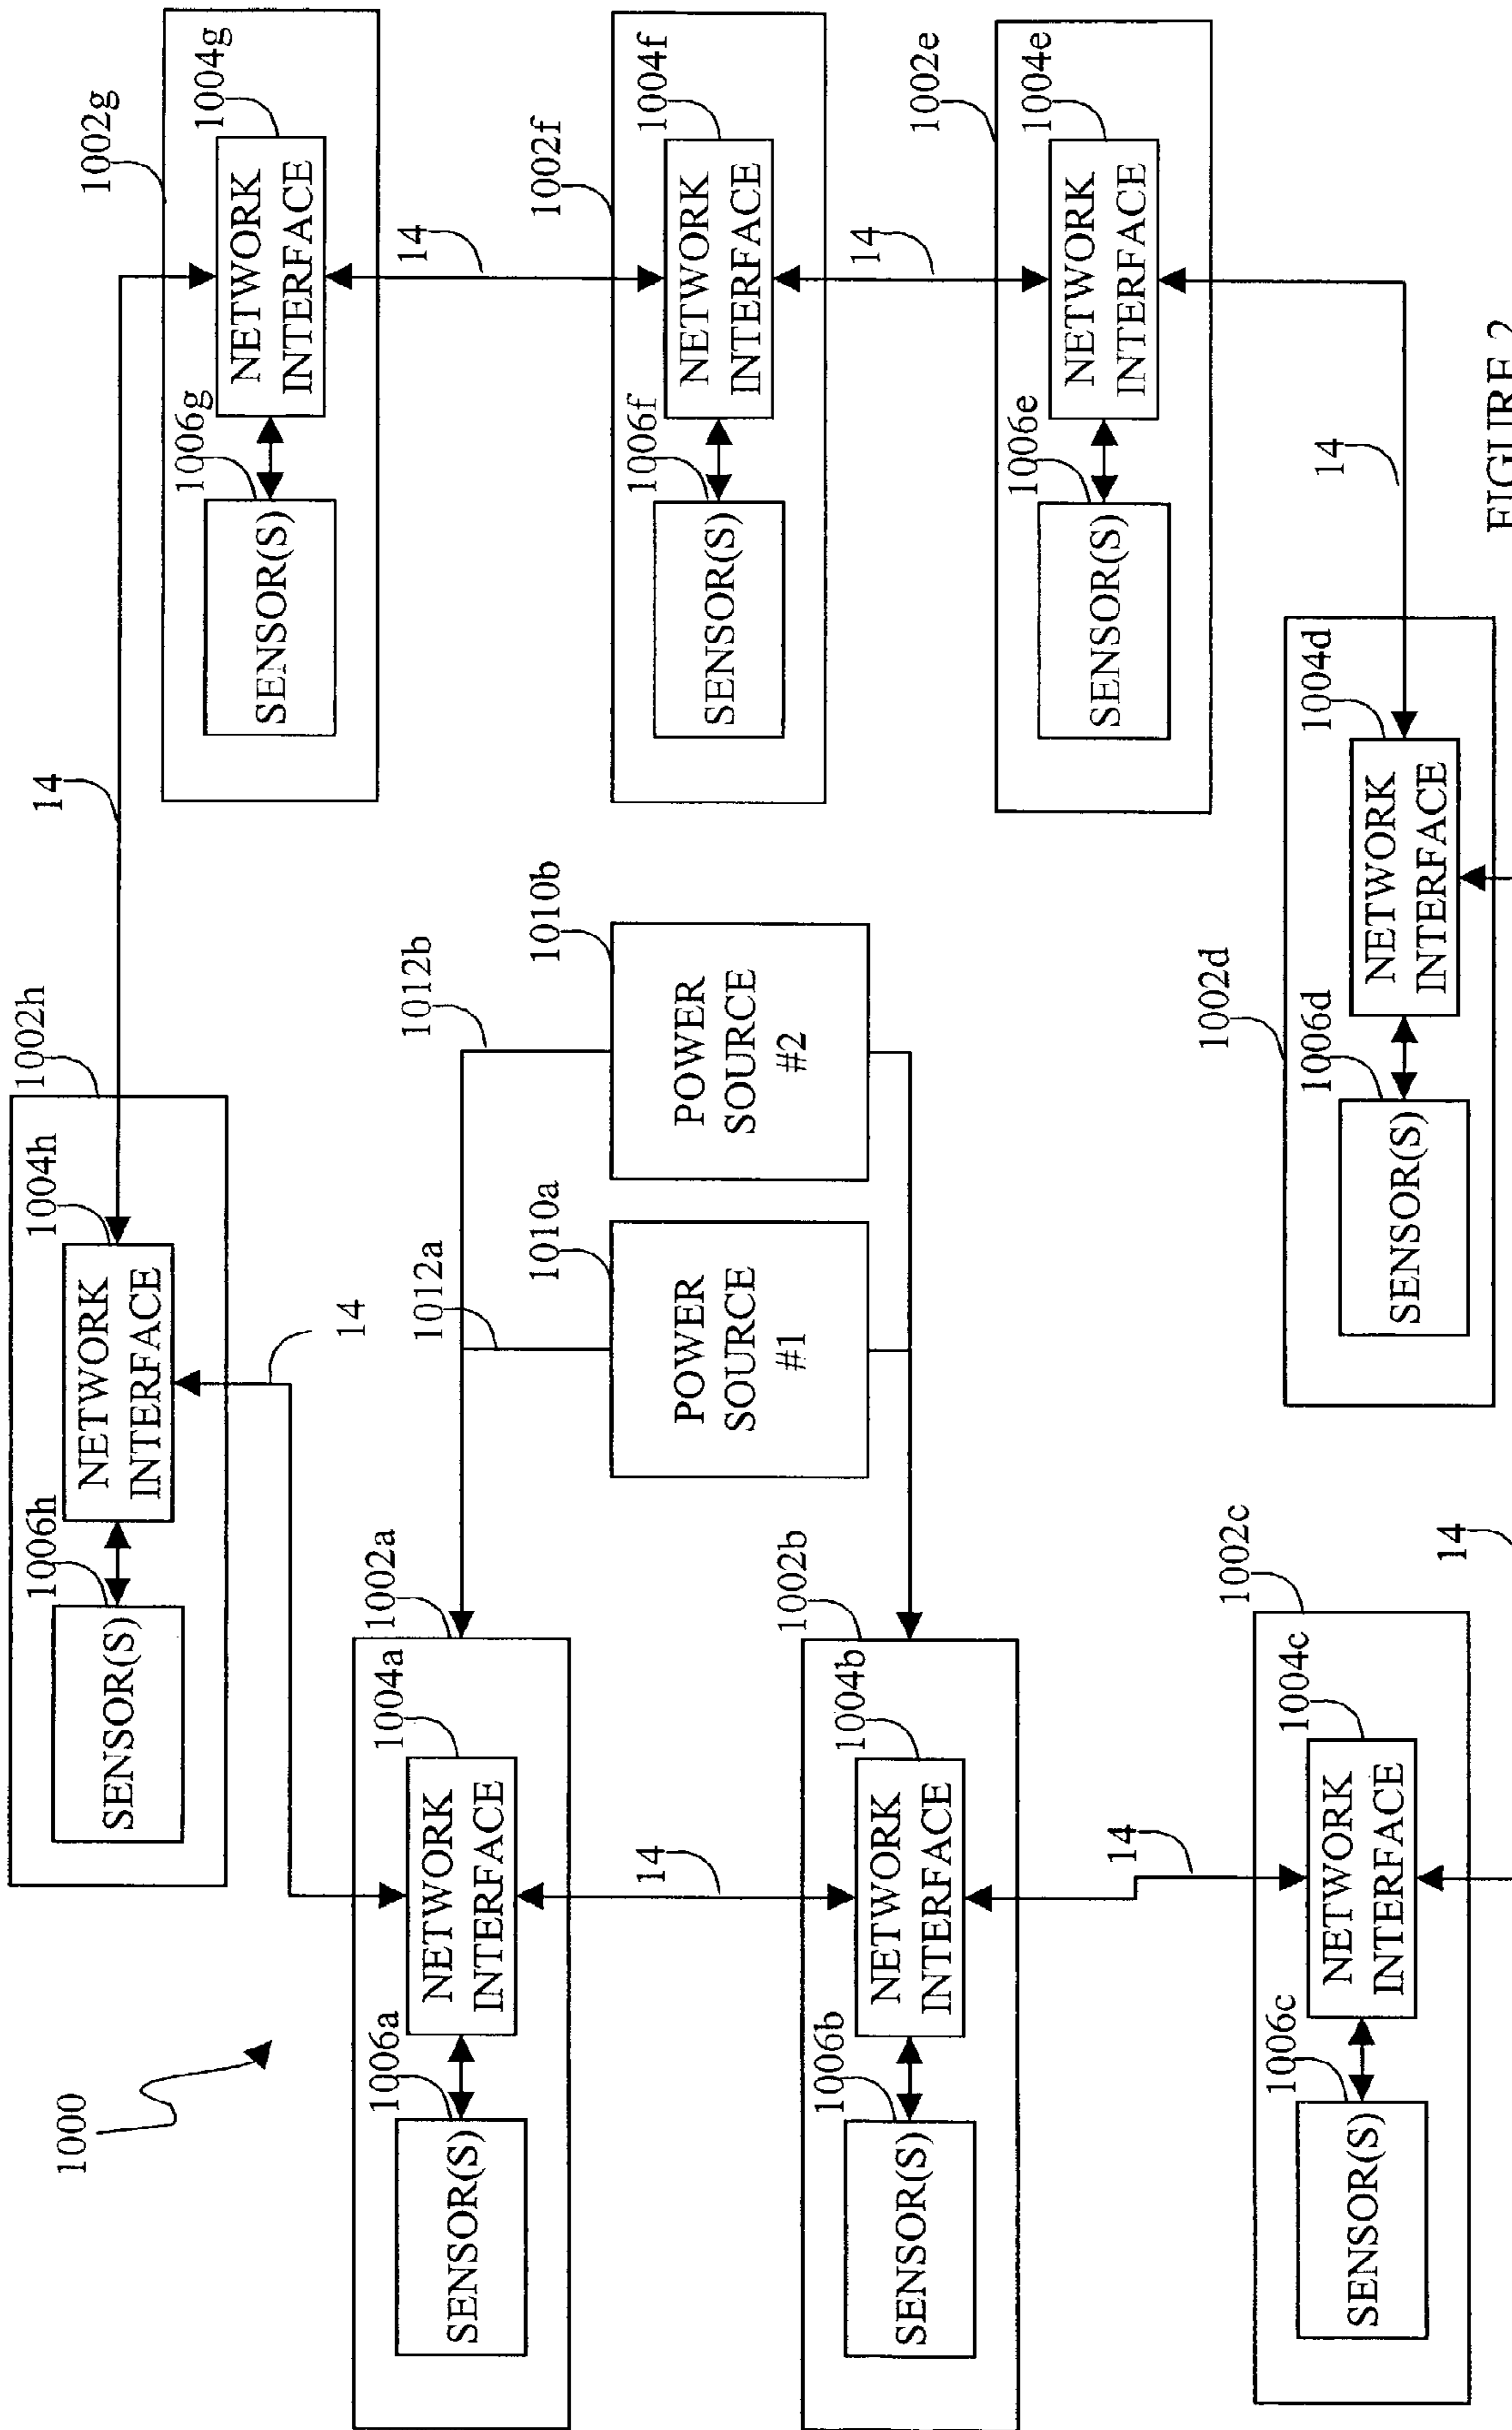 1000
1002h
1006h
1004h
SENSOR(S)
NETWORK
INTERFACE
14
14
1002g
1006g
1004g
SENSOR(S)
NETWORK
INTERFACE
14
1002a
1006a
1004a
SENSOR(S)
NETWORK
INTERFACE
14
1012a
1012b
1010a
POWER
SOURCE
#1
1010b
POWER
SOURCE
#2
1002f
1006f
1004f
SENSOR(S)
NETWORK
INTERFACE
14
1002b
1006b
1004b
SENSOR(S)
NETWORK
INTERFACE
14
1002e
1006e
1004e
SENSOR(S)
NETWORK
INTERFACE
14
1002c
1006c
1004c
SENSOR(S)
NETWORK
INTERFACE
14
1002d
1006d
1004d
SENSOR(S)
NETWORK
INTERFACE
FIGURE 2